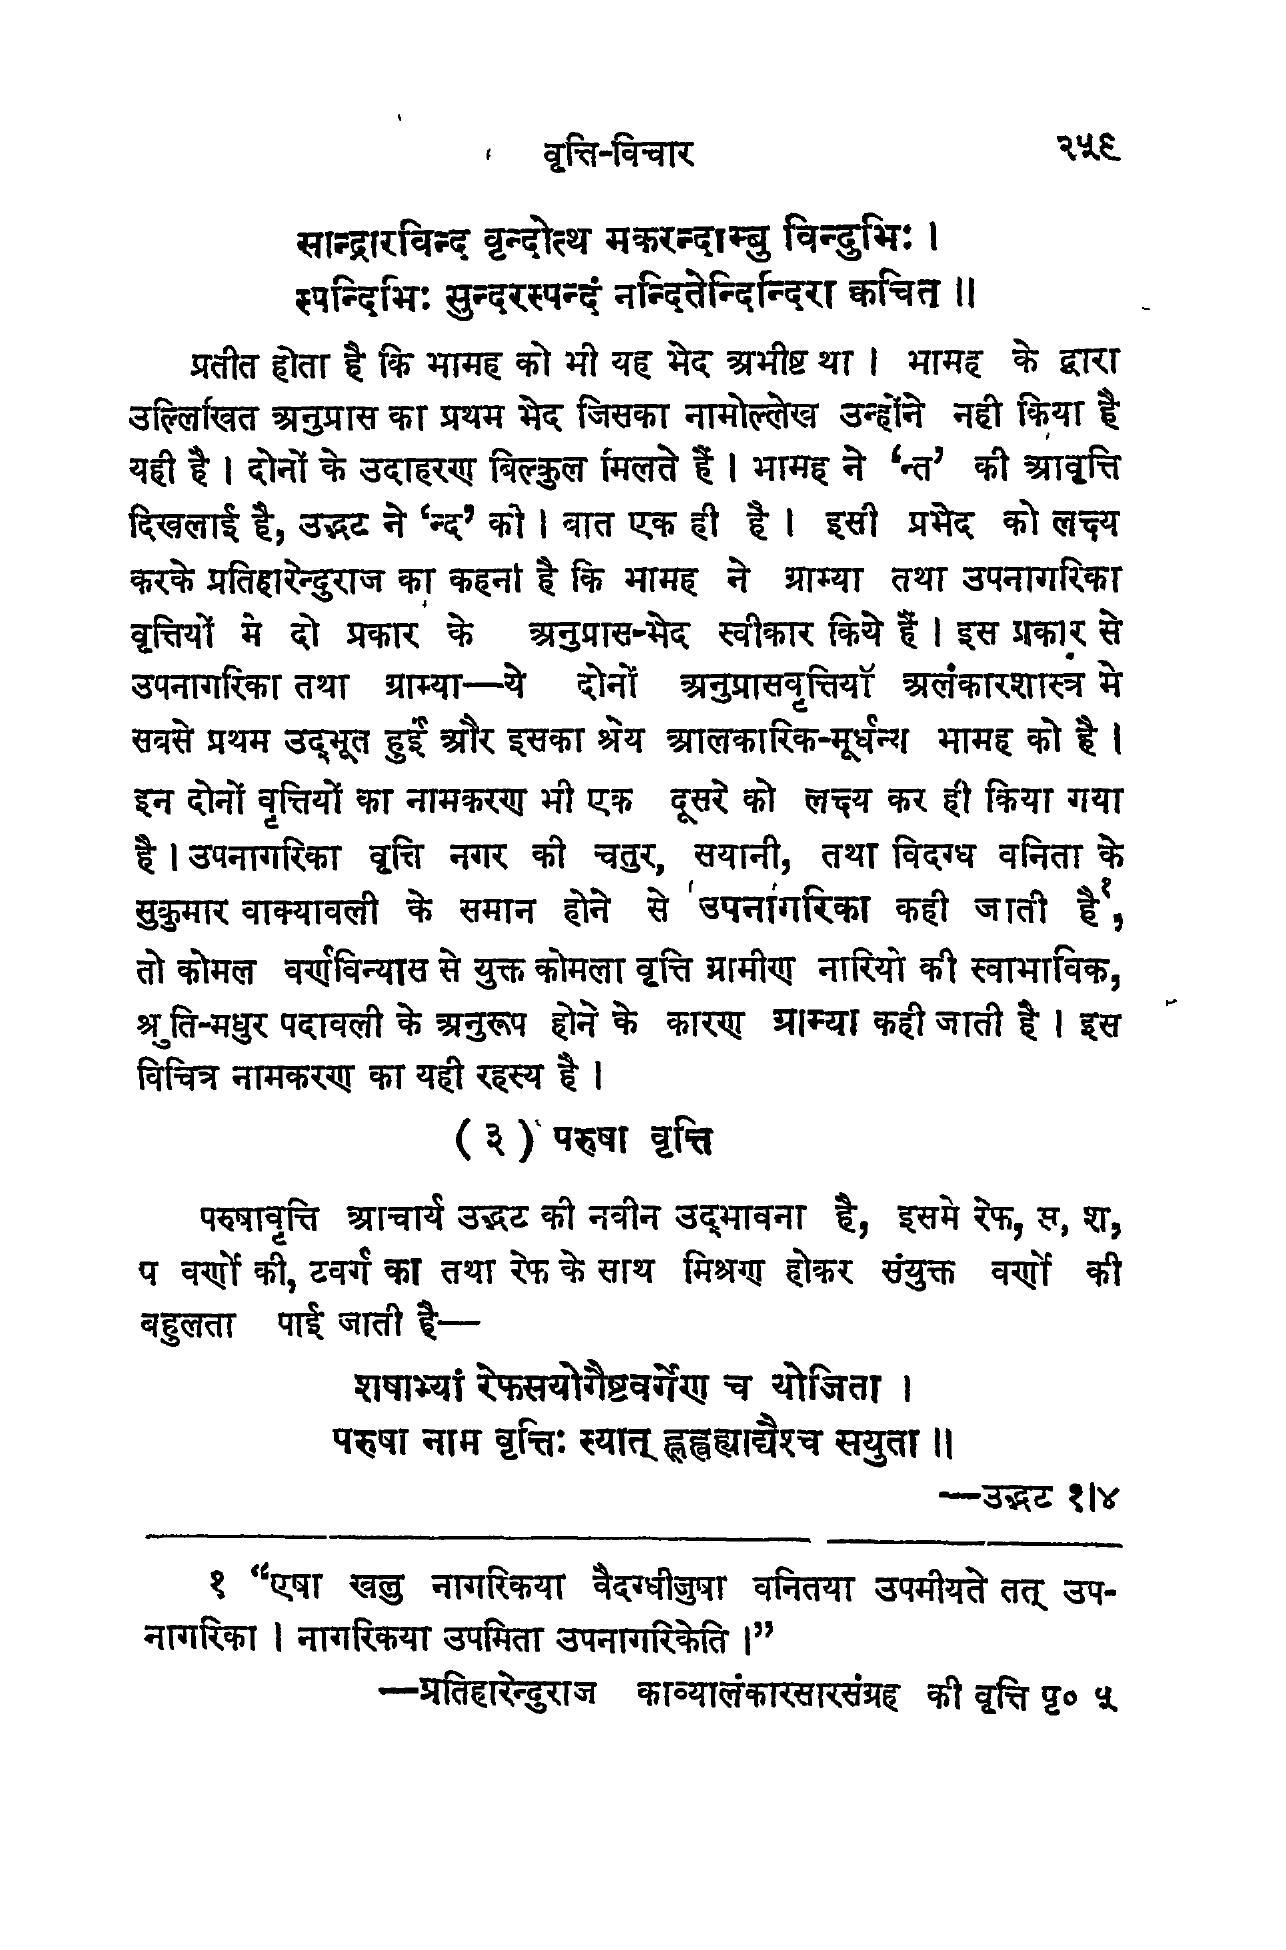 वृत्ति-विचार २५९
सान्द्रारविन्द वृन्दोत्थ मकरन्दाम्बु विन्दुभिः ।
स्पन्दिभिः सुन्दरस्पन्दं नन्दितेन्दिन्दिरा क्वचित ॥
प्रतीत होता है कि भामह को भी यह भेद अभीष्ट था । भामह के द्वारा
उल्लिखित अनुप्रास का प्रथम भेद जिसका नामोल्लेख उन्होंने नही किया है
यही है । दोनों के उदाहरण बिल्कुल मिलते हैं । भामह ने ‘न्त’ की आवृत्ति
दिखलाई है, उद्भट ने ‘न्द’ की । वात एक ही है । इसी प्रभेद को लक्ष्य
करके प्रतिहारेन्दुराज का कहना है कि भामह ने ग्राम्या तथा उपनागरिका
वृत्तियों मे दो प्रकार के अनुप्रास-भेद स्वीकार किये हैं । इस प्रकार से
उपनागरिका तथा ग्राम्या—ये दोनों अनुप्रासवृत्तियॉ अलंकारशास्त्र मे
सवसे प्रथम उद्‌भूत हुई और इसका श्रेय आलकारिक-मूर्धन्य भामह को है ।
इन दोनों वृत्तियों का नामकरण भी एक दूसरे को लक्ष्य कर ही किया गया
है । उपनागरिका वृत्ति नगर की चतुर, सयानी, तथा विदग्ध वनिता के
सुकुमार वाक्यावली के समान होने से उपनागरिका कही जाती है¹,
तो कोमल वर्णविन्यास से युक्त कोमला वृत्ति ग्रामीण नारियो की स्वाभाविक,
श्रुति-मधुर पदावली के अनुरूप होने के कारण ग्राम्या कही जाती है । इस
विचित्र नामकरण का यही रहस्य है ।
( ३ ) परुषा वृत्ति
परुषावृत्ति आचार्य उद्भट की नवीन उद्‌भावना है, इसमे रेफ, स, श,
प वर्णों की, टवर्ग का तथा रेफ के साथ मिश्रण होकर संयुक्त वर्णों की
बहुलता पाई जाती है—
शषाभ्यां रेफसयोगैष्टवर्गेण च योजिता ।
परुषा नाम वृत्तिः स्यात् ह्लह्वह्याद्यैश्च सयुता ॥
—उद्भट १।४
१ “एषा खलु नागरिकया वैदग्धीजुषा वनितया उपमीयते तत् उप-
नागरिका । नागरिकया उपमिता उपनागरिकेति ।”
—प्रतिहारेन्दुराज काव्यालंकारसारसंग्रह की वृत्ति पृ० ५